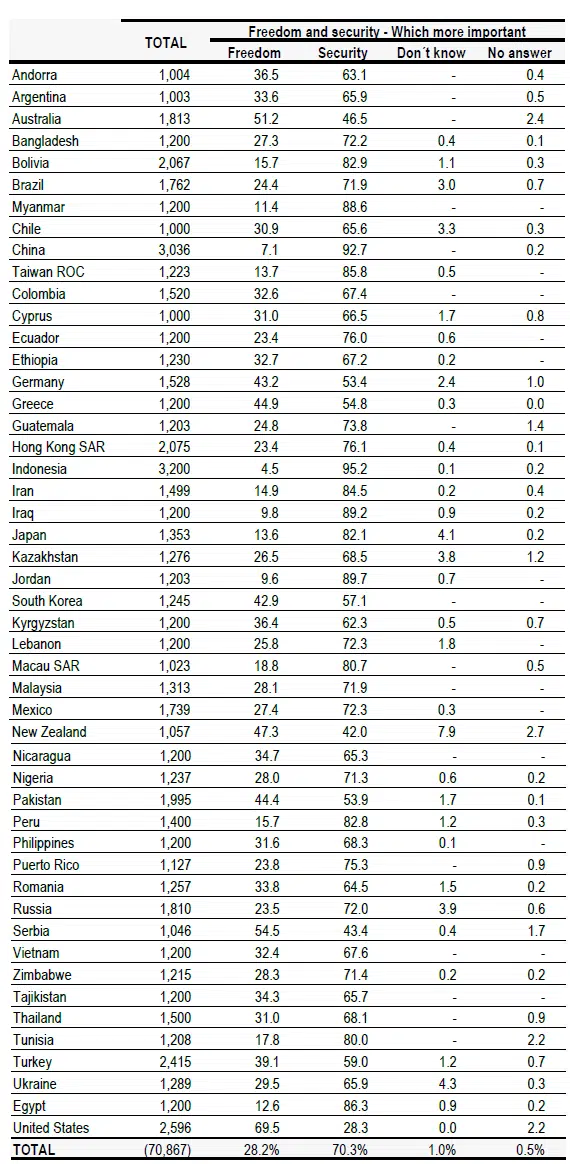 Freedom and security - Which more important
TOTAL Freedom Security Don´t know No answer
Andorra 1,004 36.5 63.1 - 0.4
Argentina 1,003 33.6 65.9 - 0.5
Australia 1,813 51.2 46.5 - 2.4
Bangladesh 1,200 27.3 72.2 0.4 0.1
Bolivia 2,067 15.7 82.9 1.1 0.3
Brazil 1,762 24.4 71.9 3.0 0.7
Myanmar 1,200 11.4 88.6 - -
Chile 1,000 30.9 65.6 3.3 0.3
China 3,036 7.1 92.7 - 0.2
Taiwan ROC 1,223 13.7 85.8 0.5 -
Colombia 1,520 32.6 67.4 - -
Cyprus 1,000 31.0 66.5 1.7 0.8
Ecuador 1,200 23.4 76.0 0.6 -
Ethiopia 1,230 32.7 67.2 0.2 -
Germany 1,528 43.2 53.4 2.4 1.0
Greece 1,200 44.9 54.8 0.3 0.0
Guatemala 1,203 24.8 73.8 - 1.4
Hong Kong SAR 2,075 23.4 76.1 0.4 0.1
Indonesia 3,200 4.5 95.2 0.1 0.2
Iran 1,499 14.9 84.5 0.2 0.4
Iraq 1,200 9.8 89.2 0.9 0.2
Japan 1,353 13.6 82.1 4.1 0.2
Kazakhstan 1,276 26.5 68.5 3.8 1.2
Jordan 1,203 9.6 89.7 0.7 -
South Korea 1,245 42.9 57.1 - -
Kyrgyzstan 1,200 36.4 62.3 0.5 0.7
Lebanon 1,200 25.8 72.3 1.8 -
Macau SAR 1,023 18.8 80.7 - 0.5
Malaysia 1,313 28.1 71.9 - -
Mexico 1,739 27.4 72.3 0.3 -
New Zealand 1,057 47.3 42.0 7.9 2.7
Nicaragua 1,200 34.7 65.3 - -
Nigeria 1,237 28.0 71.3 0.6 0.2
Pakistan 1,995 44.4 53.9 1.7 0.1
Peru 1,400 15.7 82.8 1.2 0.3
Philippines 1,200 31.6 68.3 0.1 -
Puerto Rico 1,127 23.8 75.3 - 0.9
Romania 1,257 33.8 64.5 1.5 0.2
Russia 1,810 23.5 72.0 3.9 0.6
Serbia 1,046 54.5 43.4 0.4 1.7
Vietnam 1,200 32.4 67.6 - -
Zimbabwe 1,215 28.3 71.4 0.2 0.2
Tajikistan 1,200 34.3 65.7 - -
Thailand 1,500 31.0 68.1 - 0.9
Tunisia 1,208 17.8 80.0 - 2.2
Turkey 2,415 39.1 59.0 1.2 0.7
Ukraine 1,289 29.5 65.9 4.3 0.3
Egypt 1,200 12.6 86.3 0.9 0.2
United States 2,596 69.5 28.3 0.0 2.2
TOTAL (70,867) 28.2% 70.3% 1.0% 0.5%